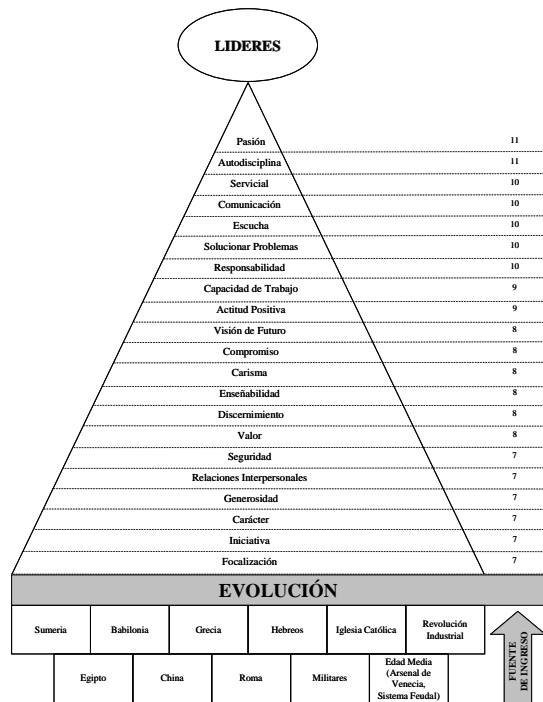 LIDERES
Pasión 11
Autodisciplina 11
Servicial 10
Comunicación 10
Escucha 10
Solucionar Problemas 10
Responsabilidad 10
Capacidad de Trabajo 9
Actitud Positiva 9
Visión de Futuro 8
Compromiso 8
Carisma 8
Enseñabilidad 8
Discernimiento 8
Valor 8
Seguridad 7
Relaciones Interpersonales 7
Generosidad 7
Carácter 7
Iniciativa 7
Focalización 7
EVOLUCIÓN
Sumeria
Babilonia
Grecia
Hebreos
Iglesia Católica
Revolución
Industrial
Egipto
China
Roma
Militares
Edad Media
(Arsenal de
Venecia,
Sistema Feudal)
FUENTE
DE INGRESO